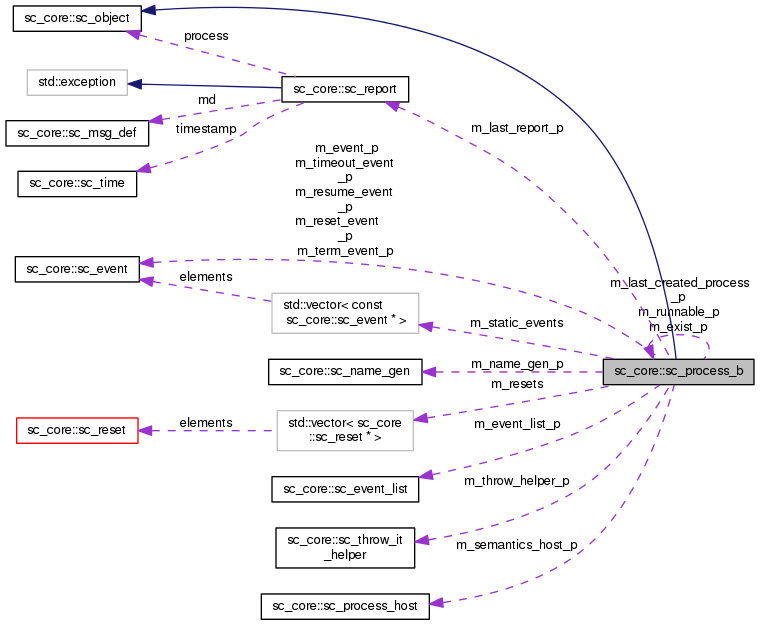 sc_core::sc_object
process
std::exception
sc_core::sc_report
md
sc_core::sc_msg_def
timestamp
m_last_report_p
sc_core::sc_time
m_event_p
m_timeout_event
_p
m_resume_event
_p
m_reset_event
_p
m_term_event_p
sc_core::sc_event
elements
std::vector< const
sc_core::sc_event * >
m_static_events
m_last_created_process
_p
m_runnable_p
m_exist_p
sc_core::sc_name_gen
m_name_gen_p
sc_core::sc_process_b
m_resets
sc_core::sc_reset
elements
std::vector< sc_core
::sc_reset * >
m_event_list_p
sc_core::sc_event_list
m_throw_helper_p
sc_core::sc_throw_it
_helper
m_semantics_host_p
sc_core::sc_process_host